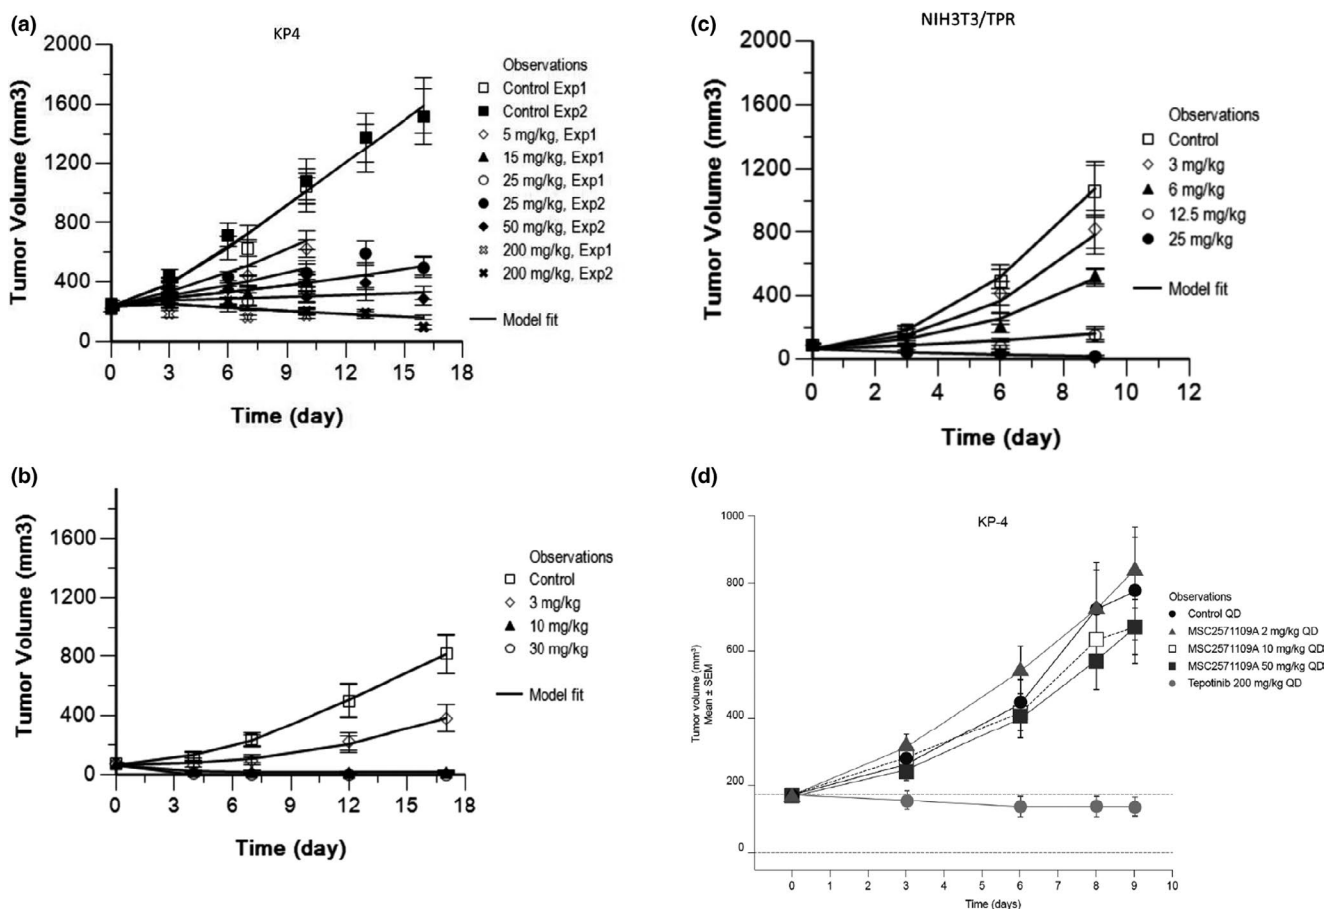 (a)
KP4
Tumor Volume (mm3)
2000
1600
1200
800
400
0
0 3 6 9 12 15 18
Time (day)
Observations
Control Exp1
Control Exp2
5 mg/kg, Exp1
15 mg/kg, Exp1
25 mg/kg, Exp1
25 mg/kg, Exp2
50 mg/kg, Exp2
200 mg/kg, Exp1
200 mg/kg, Exp2
Model fit
(c)
NIH3T3/TPR
Tumor Volume (mm3)
2000
1600
1200
800
400
0
0 2 4 6 8 10 12
Time (day)
Observations
Control
3 mg/kg
6 mg/kg
12.5 mg/kg
25 mg/kg
Model fit
(b)
Tumor Volume (mm3)
1600
1200
800
400
0
0 3 6 9 12 15 18
Time (day)
Observations
Control
3 mg/kg
10 mg/kg
30 mg/kg
Model fit
(d)
KP-4
Tumor volume (mm³)
Mean ± SEM
1000
800
600
400
200
0
0 1 2 3 4 5 6 7 8 9 10
Time (days)
Observations
Control QD
MSC2571109A 2 mg/kg QD
MSC2571109A 10 mg/kg QD
MSC2571109A 50 mg/kg QD
Tepotinib 200 mg/kg QD